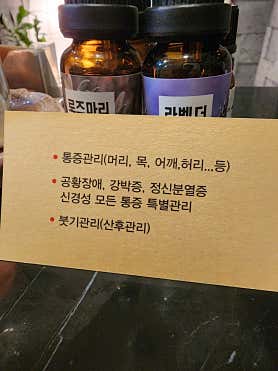 로즈마리
라벤더
• 통증관리(머리, 목, 어깨,허리,,,등)
• 공황장애, 강박증, 정신분열증
신경성 모든 통증 특별관리
• 붓기관리(산후관리)